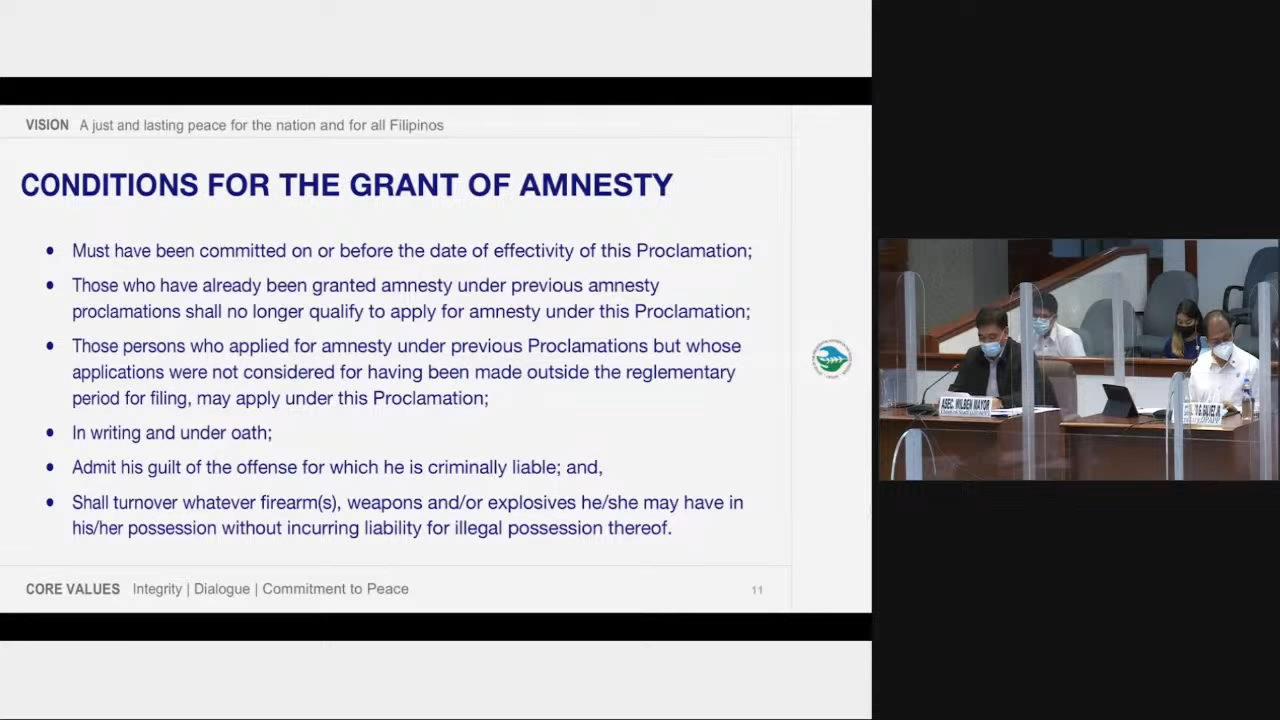 VISION A just and lasting peace for the nation and for all Filipinos
CONDITIONS FOR THE GRANT OF AMNESTY
• Must have been committed on or before the date of effectivity of this Proclamation;
• Those who have already been granted amnesty under previous amnesty
proclamations shall no longer qualify to apply for amnesty under this Proclamation;
• Those persons who applied for amnesty under previous Proclamations but whose
applications were not considered for having been made outside the reglementary
period for filing, may apply under this Proclamation;
• In writing and under oath;
• Admit his guilt of the offense for which he is criminally liable; and,
• Shall turnover whatever firearm(s), weapons and/or explosives he/she may have in
his/her possession without incurring liability for illegal possession thereof.
CORE VALUES Integrity | Dialogue | Commitment to Peace
11
ASEC. WILBEN MAYOR
G. GALVEZ JR.